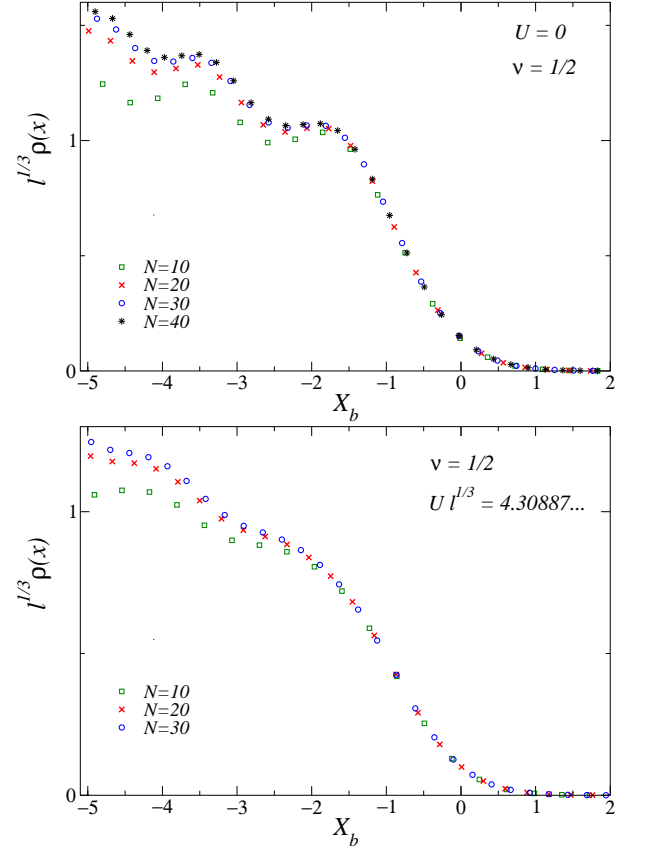 U = 0
ν = 1/2
l^{1/3}ρ(x)
1
N=10
N=20
N=30
N=40
0
-5 -4 -3 -2 -1 0 1 2
X_b
ν = 1/2
U l^{1/3} = 4.30887...
l^{1/3}ρ(x)
1
N=10
N=20
N=30
0
-5 -4 -3 -2 -1 0 1 2
X_b